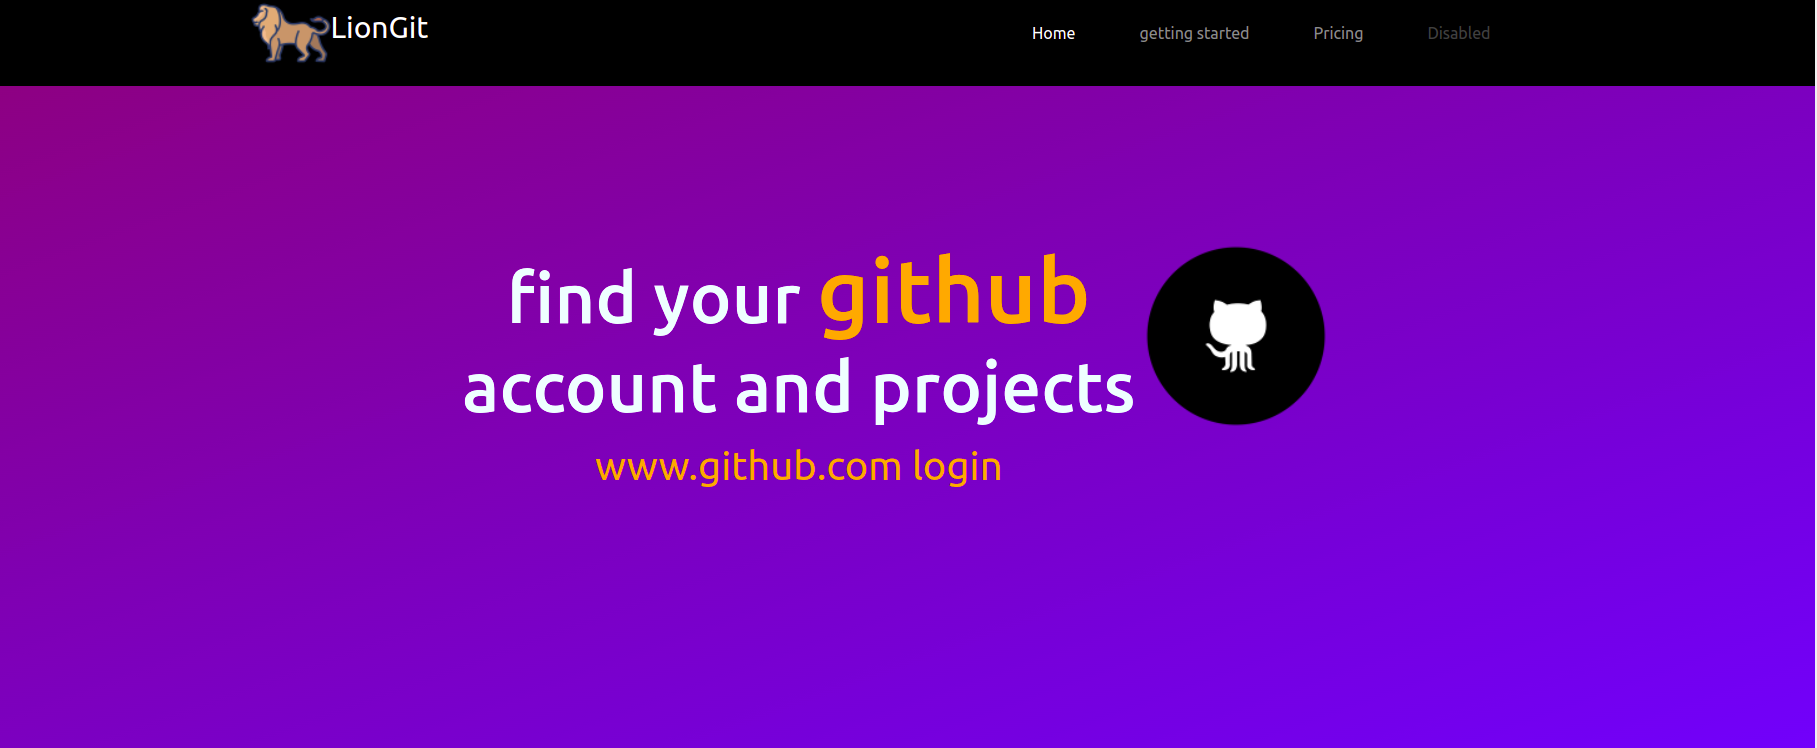 LionGit
Home getting started Pricing Disabled
find your github
account and projects
www.github.com login